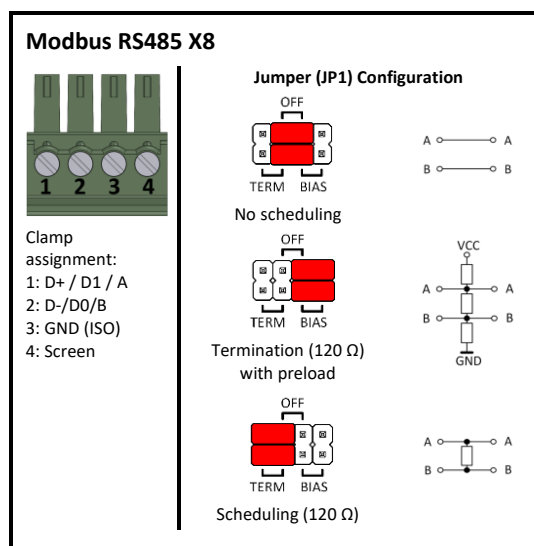 Modbus RS485 X8
1 2 3 4
Clamp
assignment:
1: D+ / D1 / A
2: D-/D0/B
3: GND (ISO)
4: Screen
Jumper (JP1) Configuration
OFF
TERM BIAS
No scheduling
A A
B B
OFF
TERM BIAS
Termination (120 Ω)
with preload
VCC
A A
B B
GND
OFF
TERM BIAS
Scheduling (120 Ω)
A A
B B